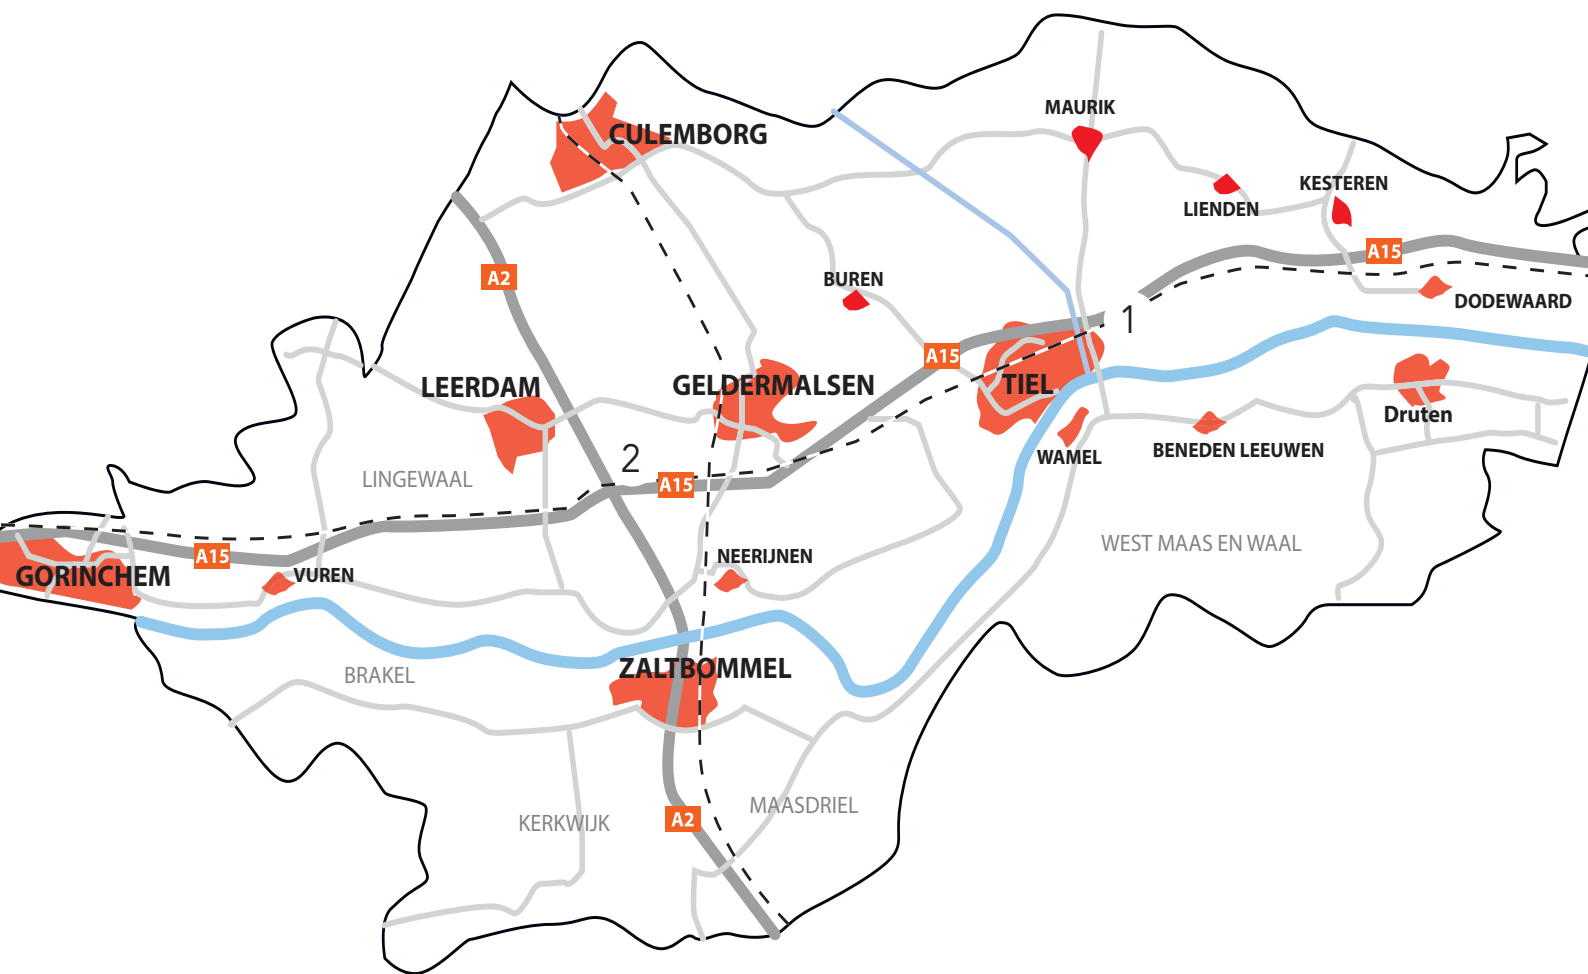 MAURIK
CULEMBORG
KESTEREN
LIENDEN
A15
A2
BUREN
DODEWAARD
1
A15
LEERDAM
GELDERMALSEN
TIEL
Druten
2
WAMEL
BENEDEN LEEUWEN
LINGEWAAL
A15
WEST MAAS EN WAAL
A15
NEERIJNEN
GORINCHEM
VUREN
ZALTBOMMEL
BRAKEL
MAASDRIEL
A2
KERKWIJK